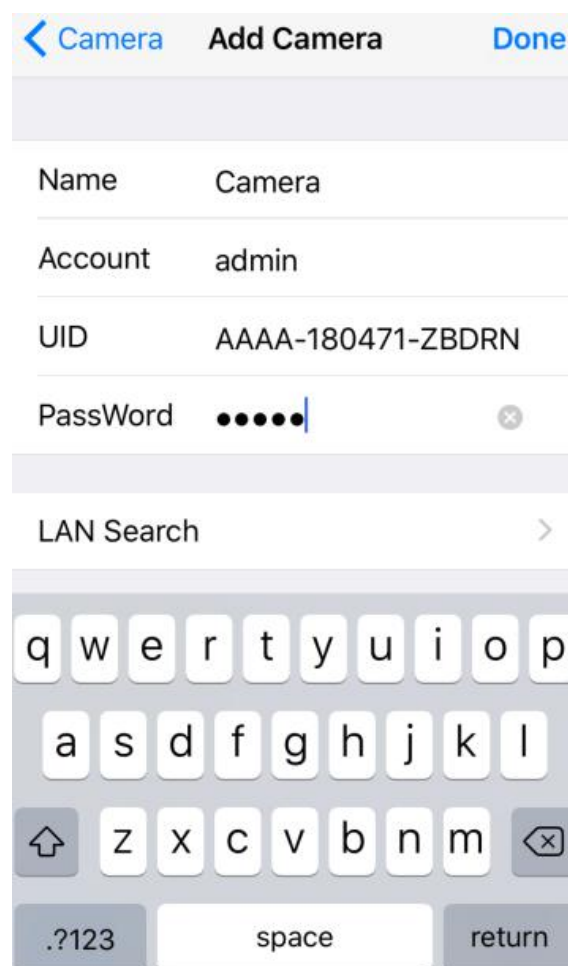 Camera Add Camera Done
Name Camera
Account admin
UID AAAA-180471-ZBDRN
PassWord •••••
LAN Search
q w e r t y u i o p
a s d f g h j k l
z x c v b n m
.?123 space return